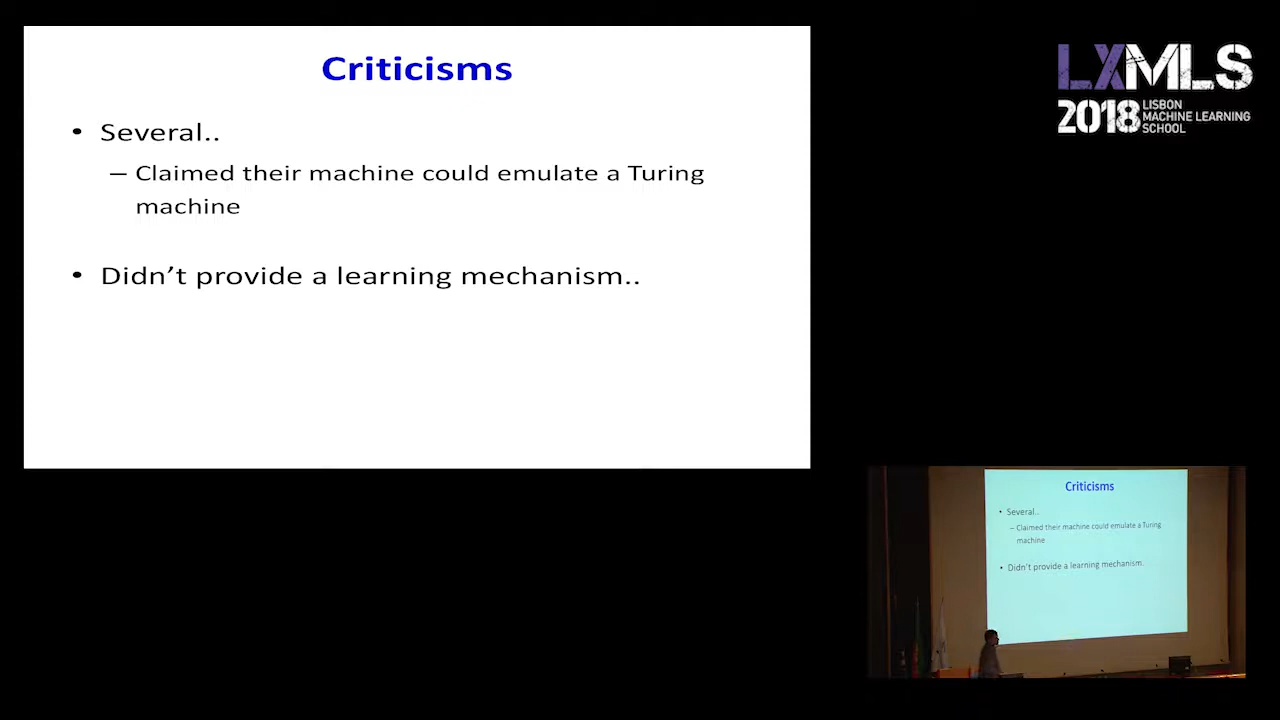 Criticisms
• Several..
– Claimed their machine could emulate a Turing
machine
• Didn’t provide a learning mechanism..
LXMLS
2018 LISBON
MACHINE LEARNING
SCHOOL
Criticisms
• Several..
– Claimed their machine could emulate a Turing
machine
• Didn’t provide a learning mechanism..